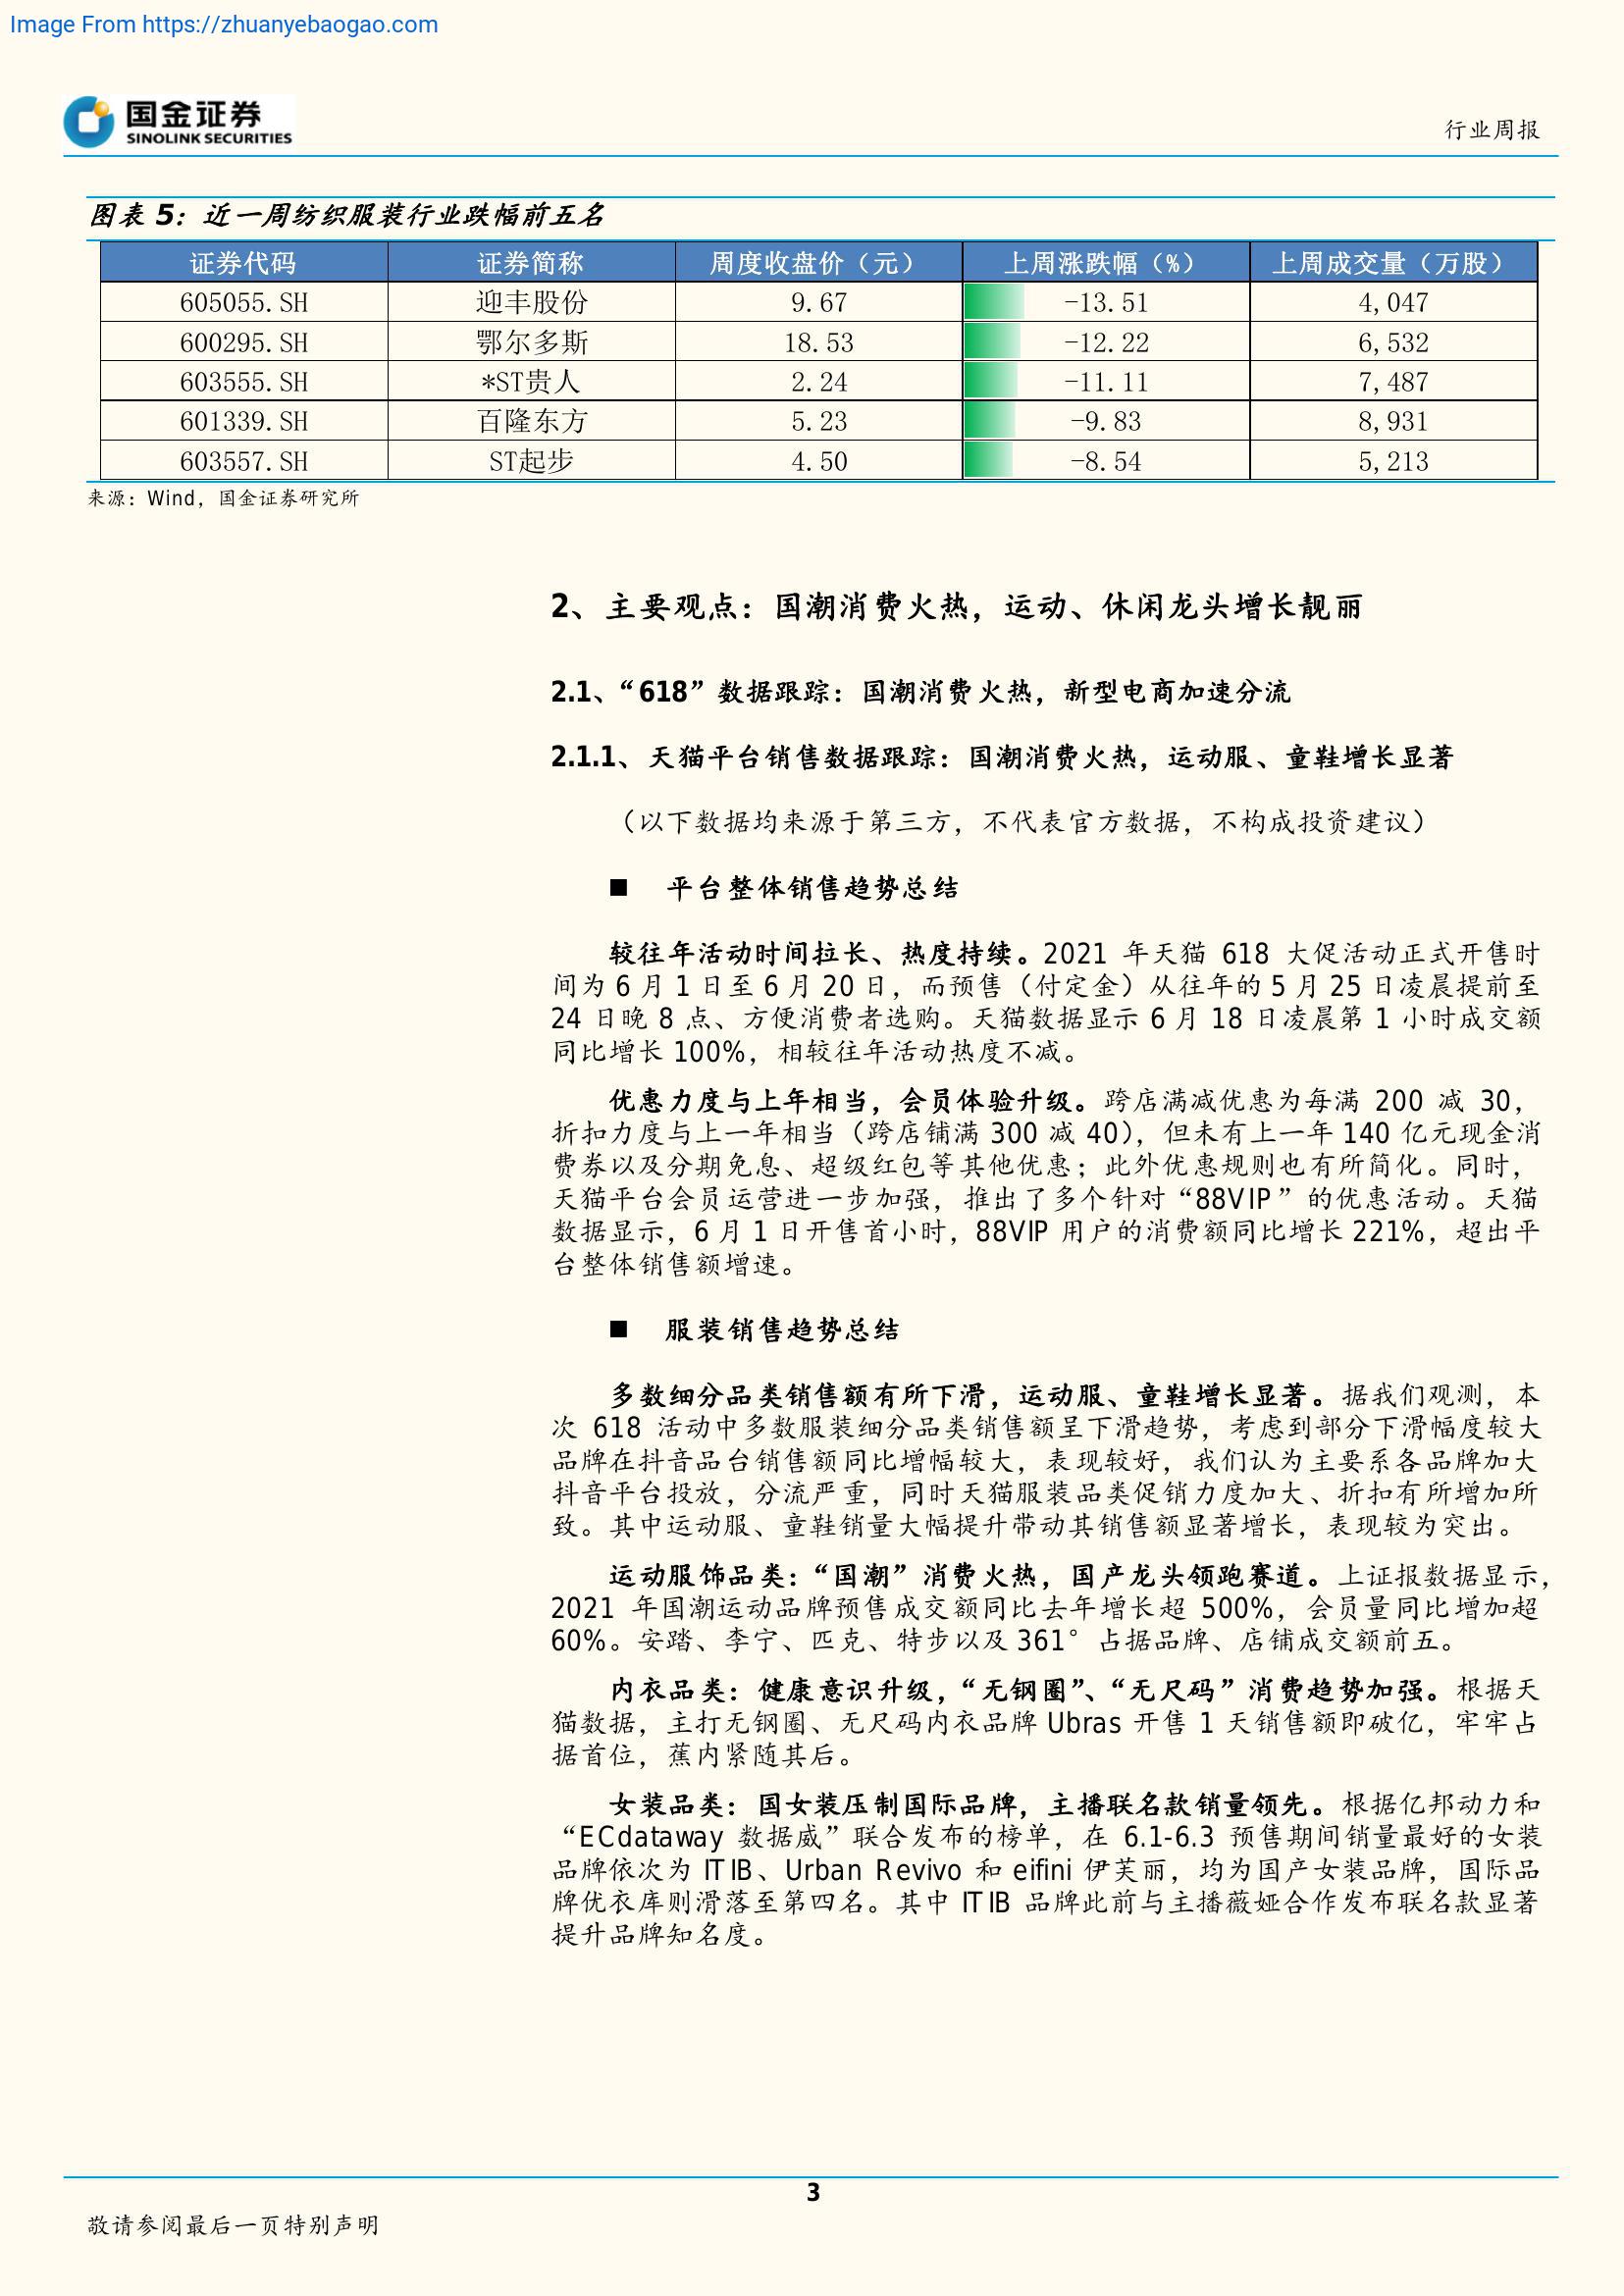 Image From https://zhuanyebaogao.com
国金证券
SINOLINK SECURITIES
行业周报
图表 5：近一周纺织服装行业跌幅前五名
证券代码 证券简称 周度收盘价（元） 上周涨跌幅（%） 上周成交量（万股）
605055.SH 迎丰股份 9.67 -13.51 4,047
600295.SH 鄂尔多斯 18.53 -12.22 6,532
603555.SH *ST贵人 2.24 -11.11 7,487
601339.SH 百隆东方 5.23 -9.83 8,931
603557.SH ST起步 4.50 -8.54 5,213
来源：Wind，国金证券研究所
2、主要观点：国潮消费火热，运动、休闲龙头增长靓丽
2.1、“618”数据跟踪：国潮消费火热，新型电商加速分流
2.1.1、天猫平台销售数据跟踪：国潮消费火热，运动服、童鞋增长显著
（以下数据均来源于第三方，不代表官方数据，不构成投资建议）
■ 平台整体销售趋势总结
较往年活动时间拉长、热度持续。2021 年天猫 618 大促活动正式开售时
间为 6 月 1 日至 6 月 20 日，而预售（付定金）从往年的 5 月 25 日凌晨提前至
24 日晚 8 点、方便消费者选购。天猫数据显示 6 月 18 日凌晨第 1 小时成交额
同比增长 100%，相较往年活动热度不减。
优惠力度与上年相当，会员体验升级。跨店满减优惠为每满 200 减 30，
折扣力度与上一年相当（跨店铺满 300 减 40），但未有上一年 140 亿元现金消
费券以及分期免息、超级红包等其他优惠；此外优惠规则也有所简化。同时，
天猫平台会员运营进一步加强，推出了多个针对“88VIP”的优惠活动。天猫
数据显示，6 月 1 日开售首小时，88VIP 用户的消费额同比增长 221%，超出平
台整体销售额增速。
■ 服装销售趋势总结
多数细分品类销售额有所下滑，运动服、童鞋增长显著。据我们观测，本
次 618 活动中多数服装细分品类销售额呈下滑趋势，考虑到部分下滑幅度较大
品牌在抖音品台销售额同比增幅较大，表现较好，我们认为主要系各品牌加大
抖音平台投放，分流严重，同时天猫服装品类促销力度加大、折扣有所增加所
致。其中运动服、童鞋销量大幅提升带动其销售额显著增长，表现较为突出。
运动服饰品类：“国潮”消费火热，国产龙头领跑赛道。上证报数据显示，
2021 年国潮运动品牌预售成交额同比去年增长超 500%，会员量同比增加超
60%。安踏、李宁、匹克、特步以及 361° 占据品牌、店铺成交额前五。
内衣品类：健康意识升级，“无钢圈”、“无尺码”消费趋势加强。根据天
猫数据，主打无钢圈、无尺码内衣品牌 Ubras 开售 1 天销售额即破亿，牢牢占
据首位，蕉内紧随其后。
女装品类：国女装压制国际品牌，主播联名款销量领先。根据亿邦动力和
“ECdataway 数据威”联合发布的榜单，在 6.1-6.3 预售期间销量最好的女装
品牌依次为 ITIB、Urban Revivo 和 eifini 伊芙丽，均为国产女装品牌，国际品
牌优衣库则滑落至第四名。其中 ITIB 品牌此前与主播薇娅合作发布联名款显著
提升品牌知名度。
3
敬请参阅最后一页特别声明